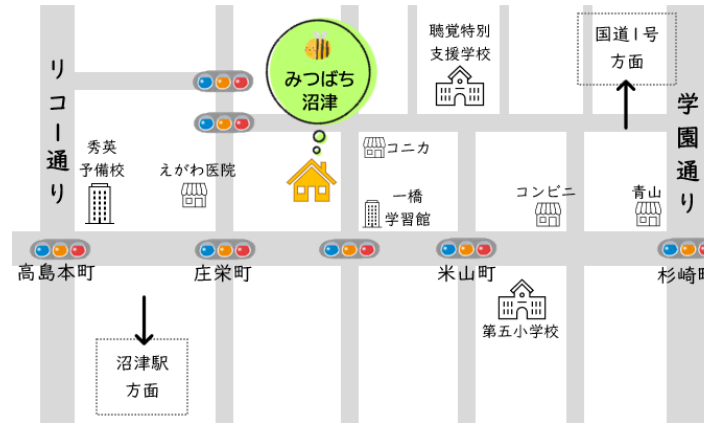 聴覚特別
支援学校
国道1号
方面
みつばち
沼津
リコー通り
学園通り
秀英
予備校
えがわ医院
コニカ
一橋
学習館
コンビニ
青山
高島本町
庄栄町
米山町
杉崎町
第五小学校
沼津駅
方面